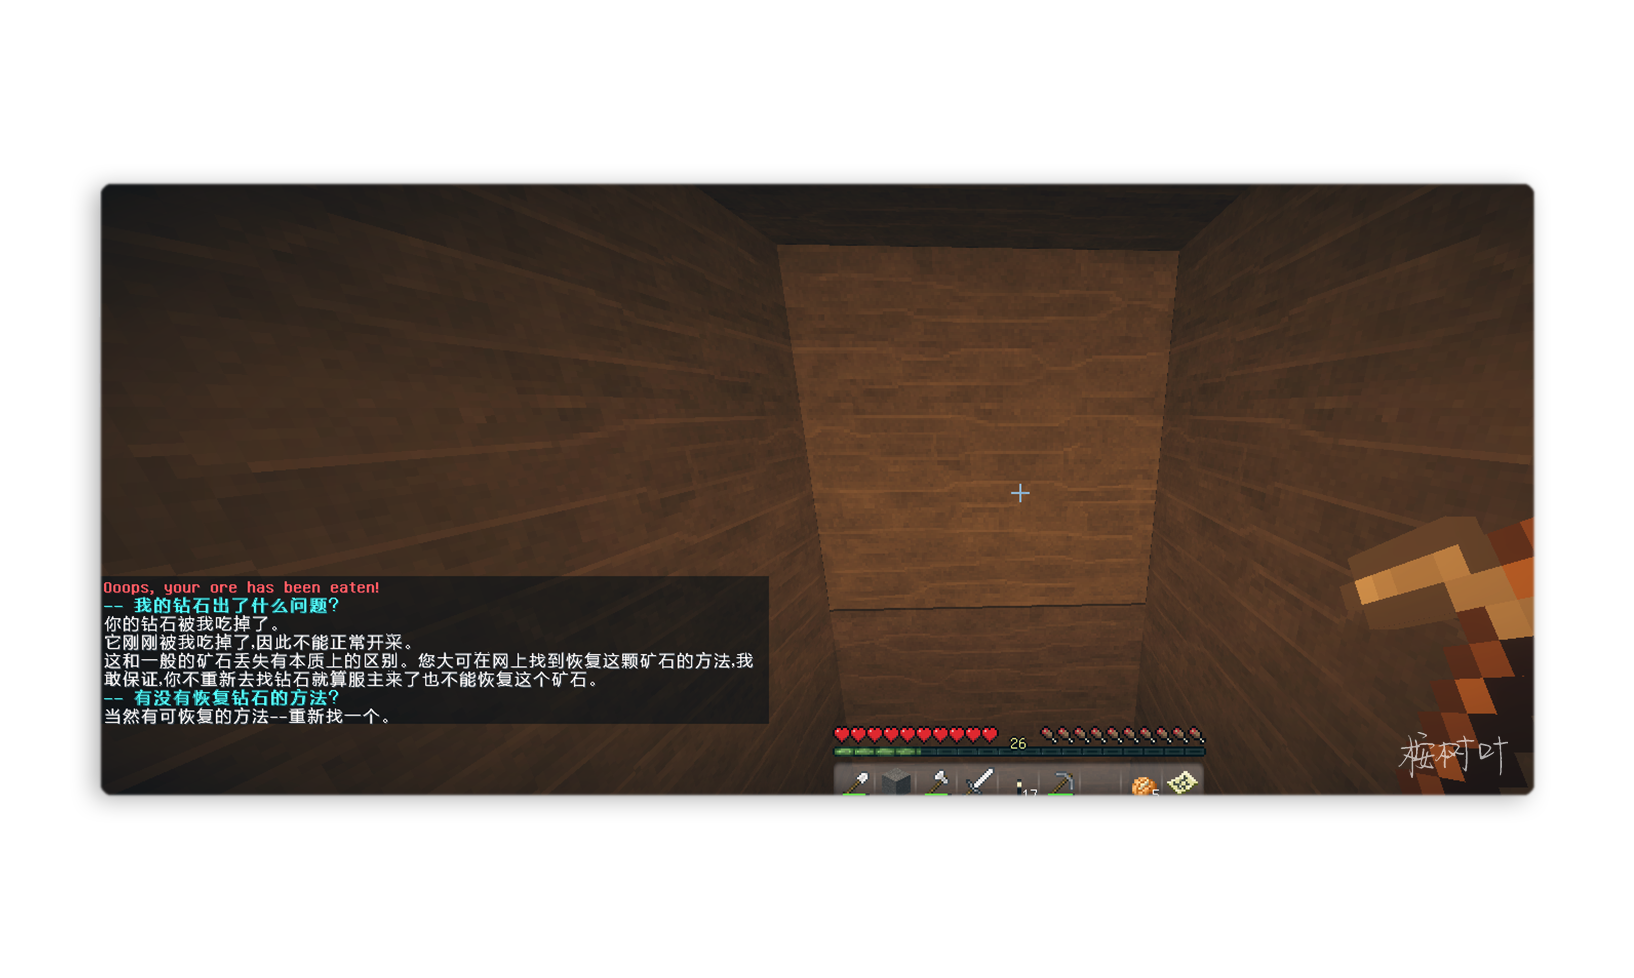 Ooops, your ore has been eaten!
-- 我的钻石出了什么问题?
你的钻石被我吃掉了。
它刚刚被我吃掉了,因此不能正常开采。
这和一般的矿石丢失有本质上的区别。您大可在网上找到恢复这颗矿石的方法,我
敢保证,你不重新去找钻石就算服主来了也不能恢复这个矿石。
-- 有没有恢复钻石的方法?
当然有可恢复的方法--重新找一个。
26
17
5
桉树叶